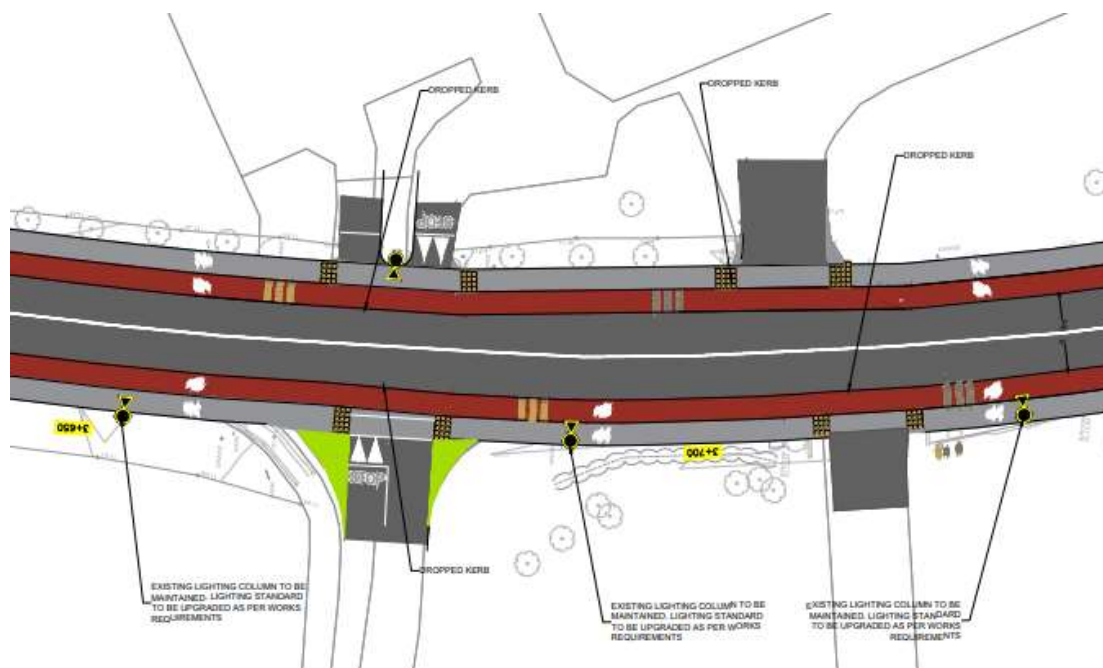 DROPPED KERB
DROPPED KERB
DROPPED KERB
STOP
3+650
3+700
STOP
DROPPED KERB
EXISTING LIGHTING COLUMN TO BE
MAINTAINED. LIGHTING STANDARD
TO BE UPGRADED AS PER WORKS
REQUIREMENTS
EXISTING LIGHTING COLUMN TO BE
MAINTAINED. LIGHTING STANDARD
TO BE UPGRADED AS PER WORKS
REQUIREMENTS
EXISTING LIGHTING COLUMN TO BE
MAINTAINED. LIGHTING STANDARD
TO BE UPGRADED AS PER WORKS
REQUIREMENTS